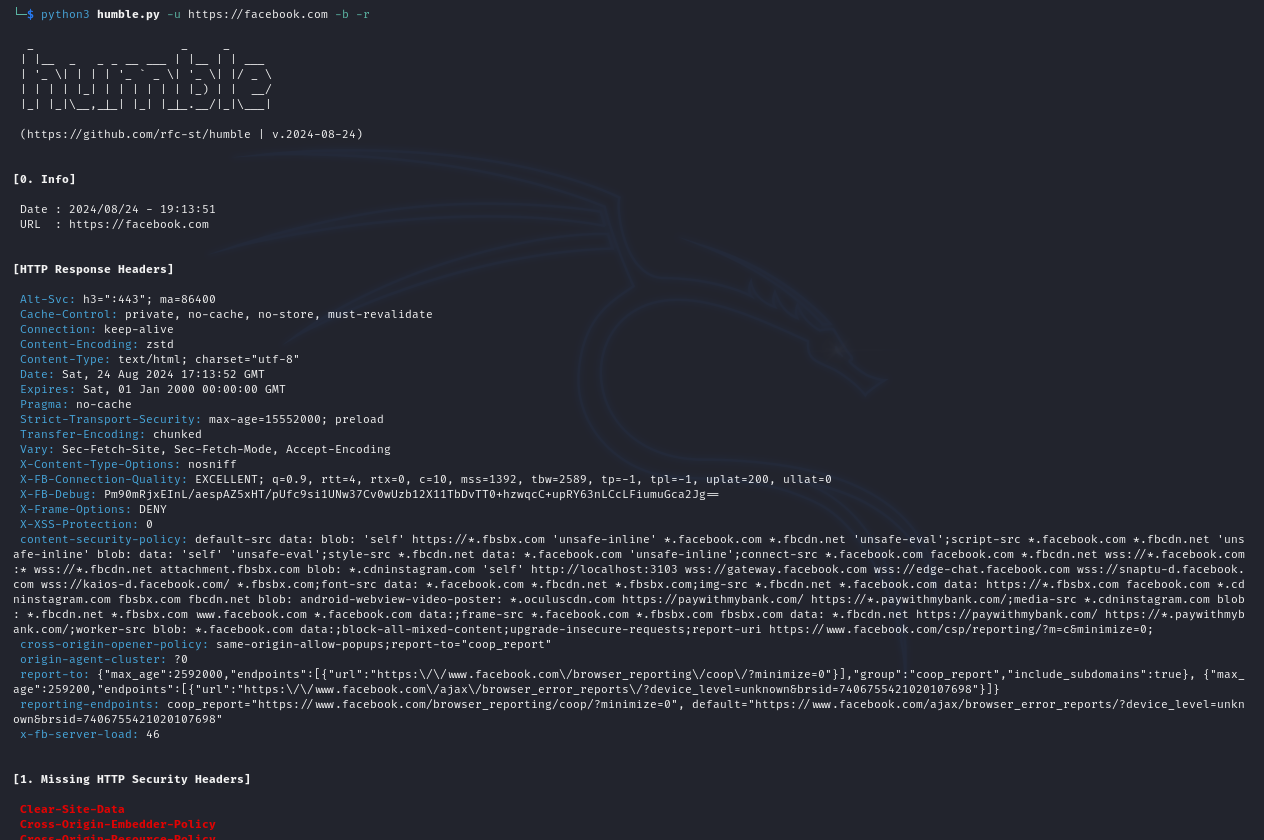 └─$ python3 humble.py -u https://facebook.com -b -r
humble
(https://github.com/rfc-st/humble | v.2024-08-24)
[0. Info]
Date : 2024/08/24 - 19:13:51
URL  : https://facebook.com
[HTTP Response Headers]
Alt-Svc: h3=":443"; ma=86400
Cache-Control: private, no-cache, no-store, must-revalidate
Connection: keep-alive
Content-Encoding: zstd
Content-Type: text/html; charset="utf-8"
Date: Sat, 24 Aug 2024 17:13:52 GMT
Expires: Sat, 01 Jan 2000 00:00:00 GMT
Pragma: no-cache
Strict-Transport-Security: max-age=15552000; preload
Transfer-Encoding: chunked
Vary: Sec-Fetch-Site, Sec-Fetch-Mode, Accept-Encoding
X-Content-Type-Options: nosniff
X-FB-Connection-Quality: EXCELLENT; q=0.9, rtt=4, rtx=0, c=10, mss=1392, tbw=2589, tp=-1, tpl=-1, uplat=200, ullat=0
X-FB-Debug: Pm90mRjxEInL/aespAZ5xHT/pUfc9si1UNw37Cv0wUzb12X11TbDvTT0+hzwqcC+upRY63nLCcLFiumuGca2Jg==
X-Frame-Options: DENY
X-XSS-Protection: 0
content-security-policy: default-src data: blob: 'self' https://*.fbsbx.com 'unsafe-inline' *.facebook.com *.fbcdn.net 'unsafe-eval';script-src *.facebook.com *.fbcdn.net 'uns
afe-inline' blob: data: 'self' 'unsafe-eval';style-src *.fbcdn.net data: *.facebook.com 'unsafe-inline';connect-src *.facebook.com facebook.com *.fbcdn.net wss://*.facebook.com
:* wss://*.fbcdn.net attachment.fbsbx.com blob: *.cdninstagram.com 'self' http://localhost:3103 wss://gateway.facebook.com wss://edge-chat.facebook.com wss://snaptu-d.facebook.
com wss://kaios-d.facebook.com/ *.fbsbx.com;font-src data: *.facebook.com *.fbcdn.net *.fbsbx.com;img-src *.fbcdn.net *.facebook.com data: https://*.fbsbx.com facebook.com *.cd
ninstagram.com fbsbx.com fbcdn.net blob: android-webview-video-poster: *.oculuscdn.com https://paywithmybank.com/ https://*.paywithmybank.com/;media-src *.cdninstagram.com blob
: *.fbcdn.net *.fbsbx.com www.facebook.com *.facebook.com data:;frame-src *.facebook.com *.fbsbx.com fbsbx.com data: *.fbcdn.net https://paywithmybank.com/ https://*.paywithmyb
ank.com/;worker-src blob: *.facebook.com data:;block-all-mixed-content;upgrade-insecure-requests;report-uri https://www.facebook.com/csp/reporting/?m=c&minimize=0;
cross-origin-opener-policy: same-origin-allow-popups;report-to="coop_report"
origin-agent-cluster: ?0
report-to: {"max_age":2592000,"endpoints":[{"url":"https:\/\/www.facebook.com\/browser_reporting\/coop\/?minimize=0"}],"group":"coop_report","include_subdomains":true}, {"max_
age":259200,"endpoints":[{"url":"https:\/\/www.facebook.com\/ajax\/browser_error_reports\/?device_level=unknown&brsid=7406755421020107698"}]}
reporting-endpoints: coop_report="https://www.facebook.com/browser_reporting/coop/?minimize=0", default="https://www.facebook.com/ajax/browser_error_reports/?device_level=unkn
own&brsid=7406755421020107698"
x-fb-server-load: 46
[1. Missing HTTP Security Headers]
Clear-Site-Data
Cross-Origin-Embedder-Policy
Cross-Origin-Resource-Policy